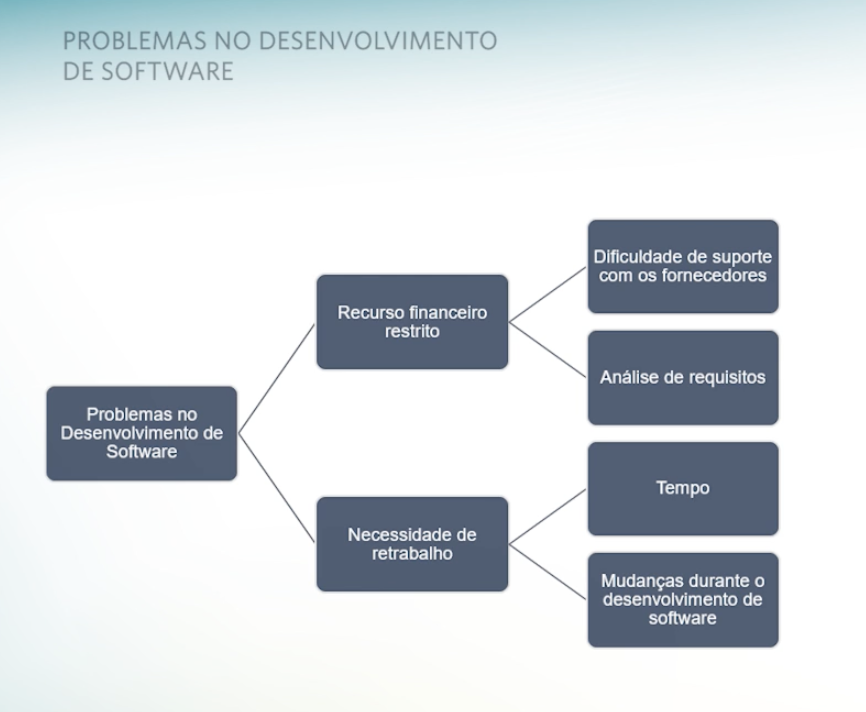 PROBLEMAS NO DESENVOLVIMENTO
DE SOFTWARE
Dificuldade de suporte
com os fornecedores
Recurso financeiro
restrito
Análise de requisitos
Problemas no
Desenvolvimento de
Software
Tempo
Necessidade de
retrabalho
Mudanças durante o
desenvolvimento de
software